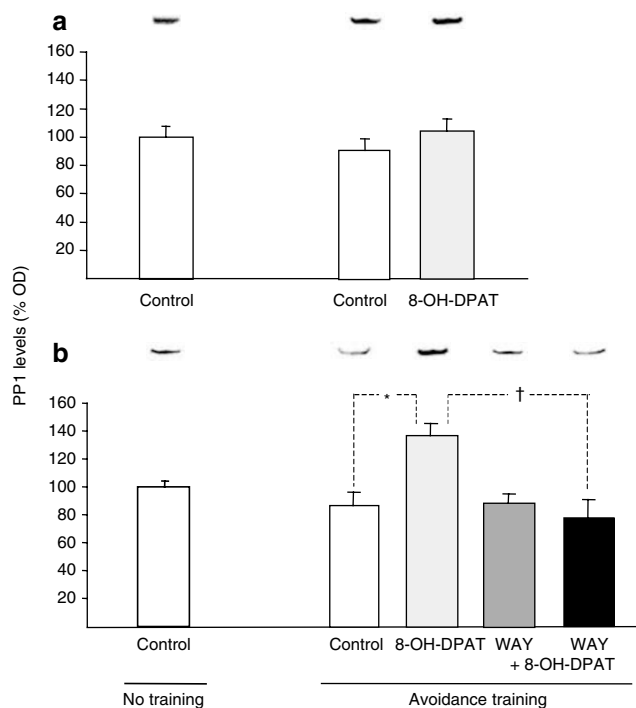 a
160
140
120
100
80
60
40
20
Control
Control
8-OH-DPAT
PP1 levels (% OD)
b
160
140
120
100
80
60
40
20
*
†
Control
Control
8-OH-DPAT
WAY
WAY
+ 8-OH-DPAT
No training
Avoidance training